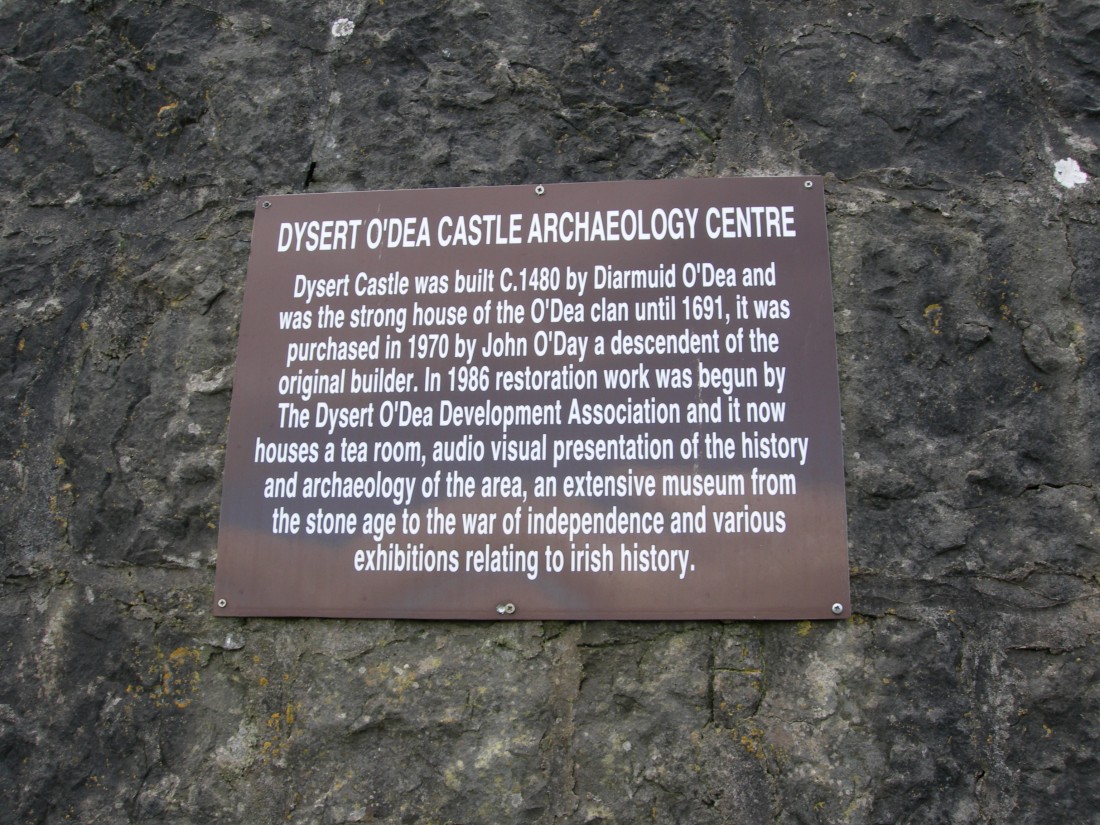 DYSERT O'DEA CASTLE ARCHAEOLOGY CENTRE
Dysert Castle was built C.1480 by Diarmuid O'Dea and
was the strong house of the O'Dea clan until 1691, it was
purchased in 1970 by John O'Day a descendent of the
original builder. In 1986 restoration work was begun by
The Dysert O'Dea Development Association and it now
houses a tea room, audio visual presentation of the history
and archaeology of the area, an extensive museum from
the stone age to the war of independence and various
exhibitions relating to irish history.